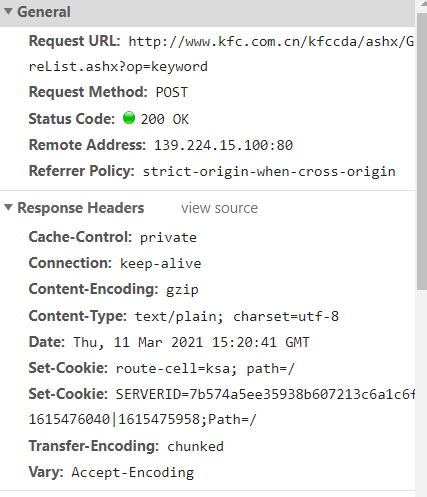 General
Request URL: http://www.kfc.com.cn/kfccda/ashx/G
reList.ashx?op=keyword
Request Method: POST
Status Code: 200 OK
Remote Address: 139.224.15.100:80
Referrer Policy: strict-origin-when-cross-origin
Response Headers view source
Cache-Control: private
Connection: keep-alive
Content-Encoding: gzip
Content-Type: text/plain; charset=utf-8
Date: Thu, 11 Mar 2021 15:20:41 GMT
Set-Cookie: route-cell=ksa; path=/
Set-Cookie: SERVERID=7b574a5ee35938b607213c6a1c6f
1615476040|1615475958;Path=/
Transfer-Encoding: chunked
Vary: Accept-Encoding